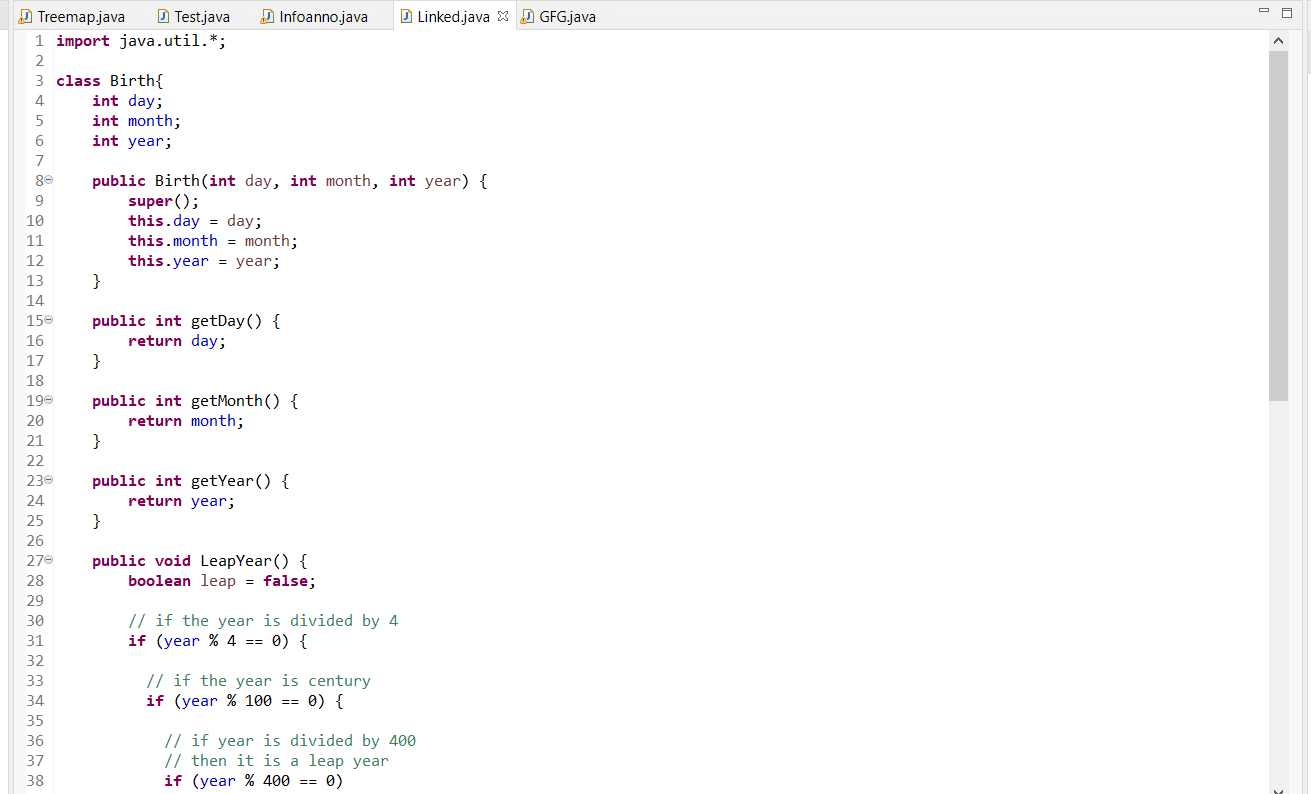 Treemap.java Test.java Infoanno.java Linked.java GFG.java
1 import java.util.*;
2
3 class Birth{
4     int day;
5     int month;
6     int year;
7
8     public Birth(int day, int month, int year) {
9         super();
10         this.day = day;
11         this.month = month;
12         this.year = year;
13     }
14
15     public int getDay() {
16         return day;
17     }
18
19     public int getMonth() {
20         return month;
21     }
22
23     public int getYear() {
24         return year;
25     }
26
27     public void LeapYear() {
28         boolean leap = false;
29
30         // if the year is divided by 4
31         if (year % 4 == 0) {
32
33           // if the year is century
34           if (year % 100 == 0) {
35
36             // if year is divided by 400
37             // then it is a leap year
38             if (year % 400 == 0)